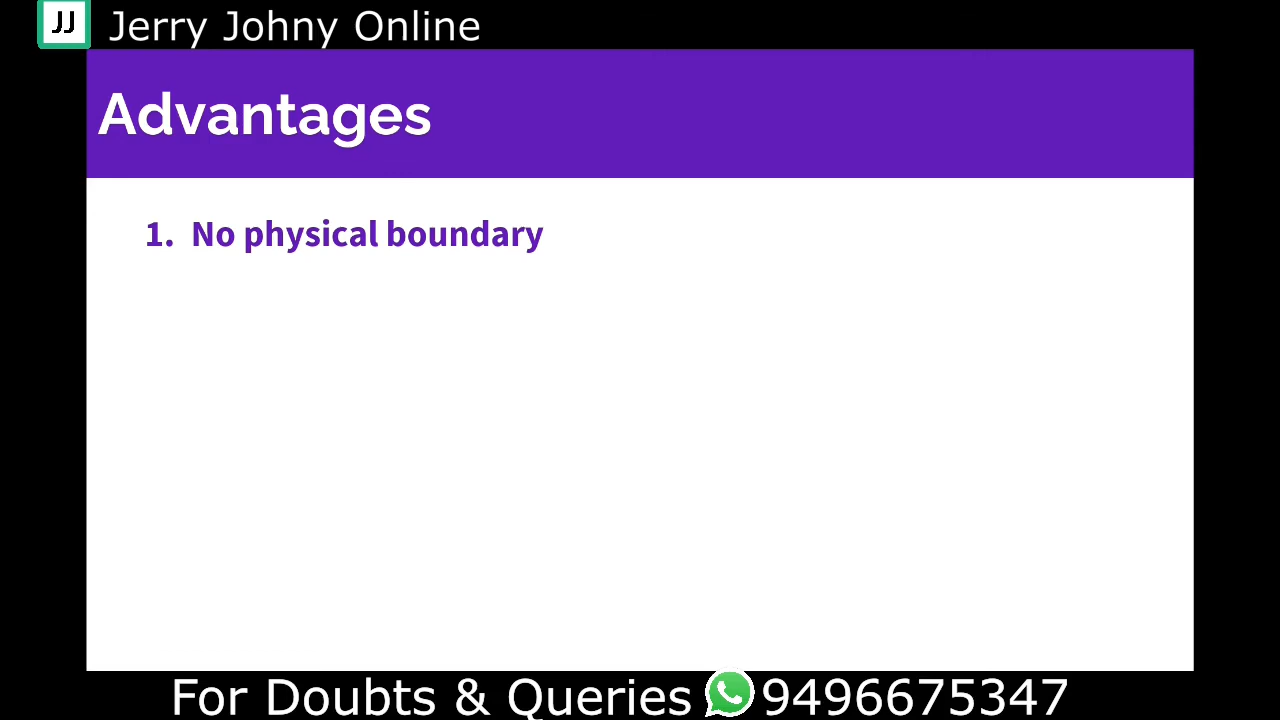 JJ Jerry Johny Online
Advantages
1. No physical boundary
For Doubts & Queries 9496675347